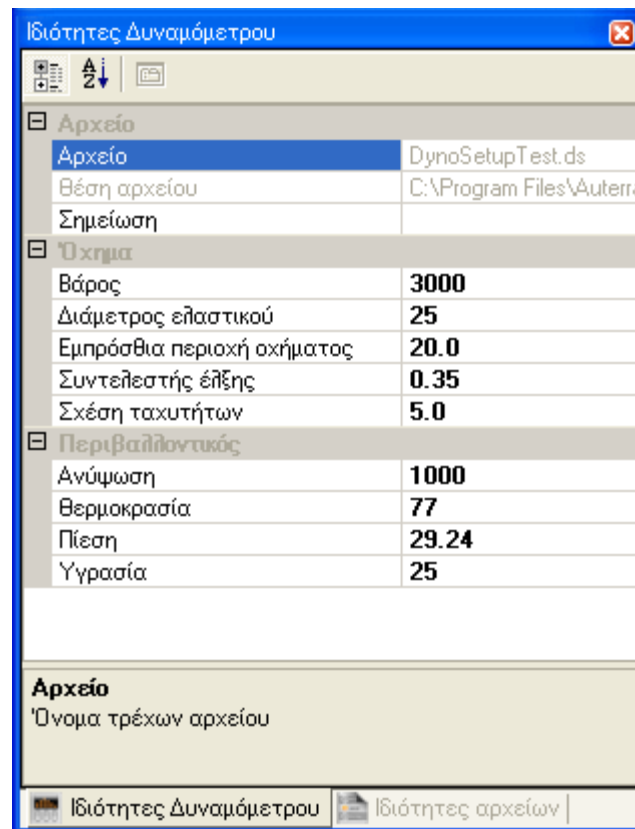 Ιδιότητες Δυναμόμετρου
Αρχείο
Αρχείο DynoSetupTest.ds
Θέση αρχείου C:\Program Files\Auterra
Σημείωση
Όχημα
Βάρος 3000
Διάμετρος ελαστικού 25
Εμπρόσθια περιοχή οχήματος 20.0
Συντελεστής έλξης 0.35
Σχέση ταχυτήτων 5.0
Περιβαλλοντικός
Ανύψωση 1000
Θερμοκρασία 77
Πίεση 29.24
Υγρασία 25
Αρχείο
Όνομα τρέχων αρχείου
Ιδιότητες Δυναμόμετρου Ιδιότητες αρχείων